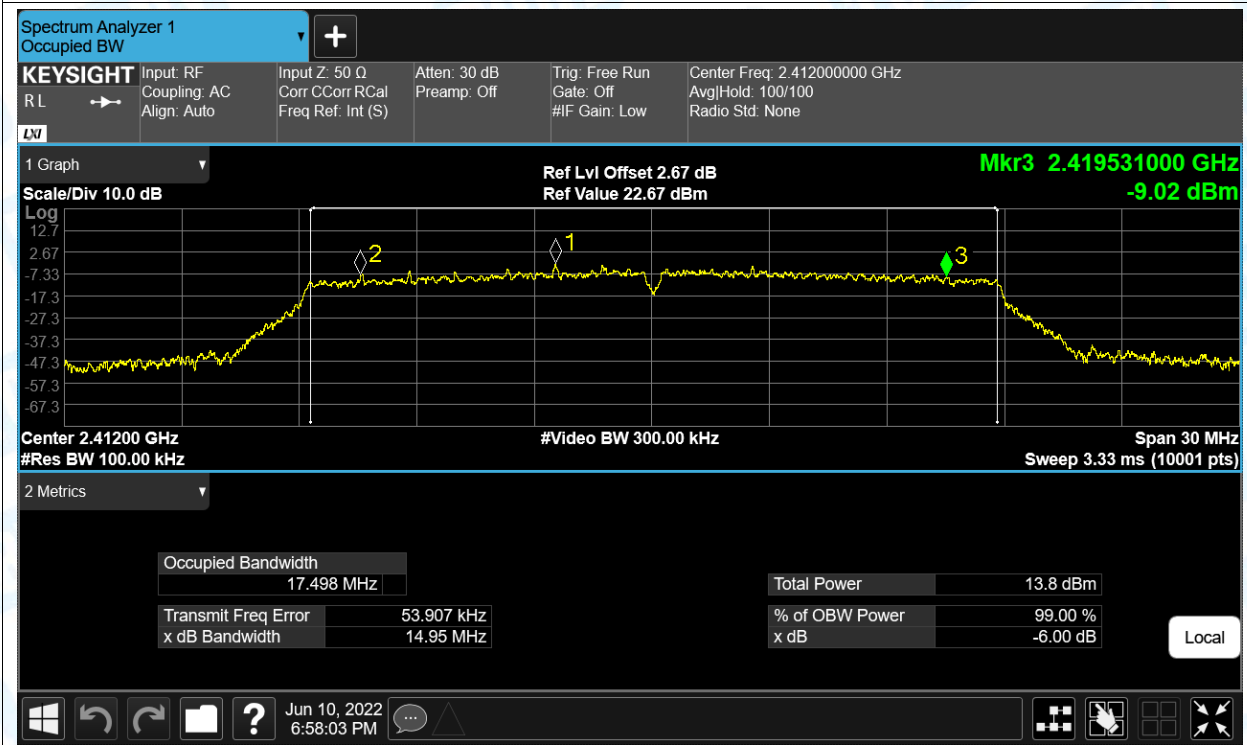 Spectrum Analyzer 1
Occupied BW
KEYSIGHT
R L
LXI
Input: RF
Coupling: AC
Align: Auto
Input Z: 50 Ω
Corr CCorr RCal
Freq Ref: Int (S)
Atten: 30 dB
Preamp: Off
Trig: Free Run
Gate: Off
#IF Gain: Low
Center Freq: 2.412000000 GHz
Avg|Hold: 100/100
Radio Std: None
1 Graph
Scale/Div 10.0 dB
Ref Lvl Offset 2.67 dB
Ref Value 22.67 dBm
Mkr3 2.419531000 GHz
-9.02 dBm
Log
12.7
2.67
-7.33
-17.3
-27.3
-37.3
-47.3
-57.3
-67.3
2
1
3
Center 2.41200 GHz
#Video BW 300.00 kHz
Span 30 MHz
#Res BW 100.00 kHz
Sweep 3.33 ms (10001 pts)
2 Metrics
Occupied Bandwidth
17.498 MHz
Total Power 13.8 dBm
Transmit Freq Error 53.907 kHz
% of OBW Power 99.00 %
x dB Bandwidth 14.95 MHz
x dB -6.00 dB
Local
?
Jun 10, 2022
6:58:03 PM